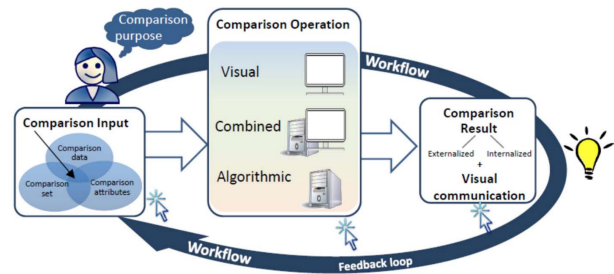 Comparison
purpose
Comparison Operation
Visual
Combined
Algorithmic
Workflow
Comparison Input
Comparison
data
Comparison
set
Comparison
attributes
Comparison
Result
Externalized Internalized
+
Visual
communication
Workflow
Feedback loop